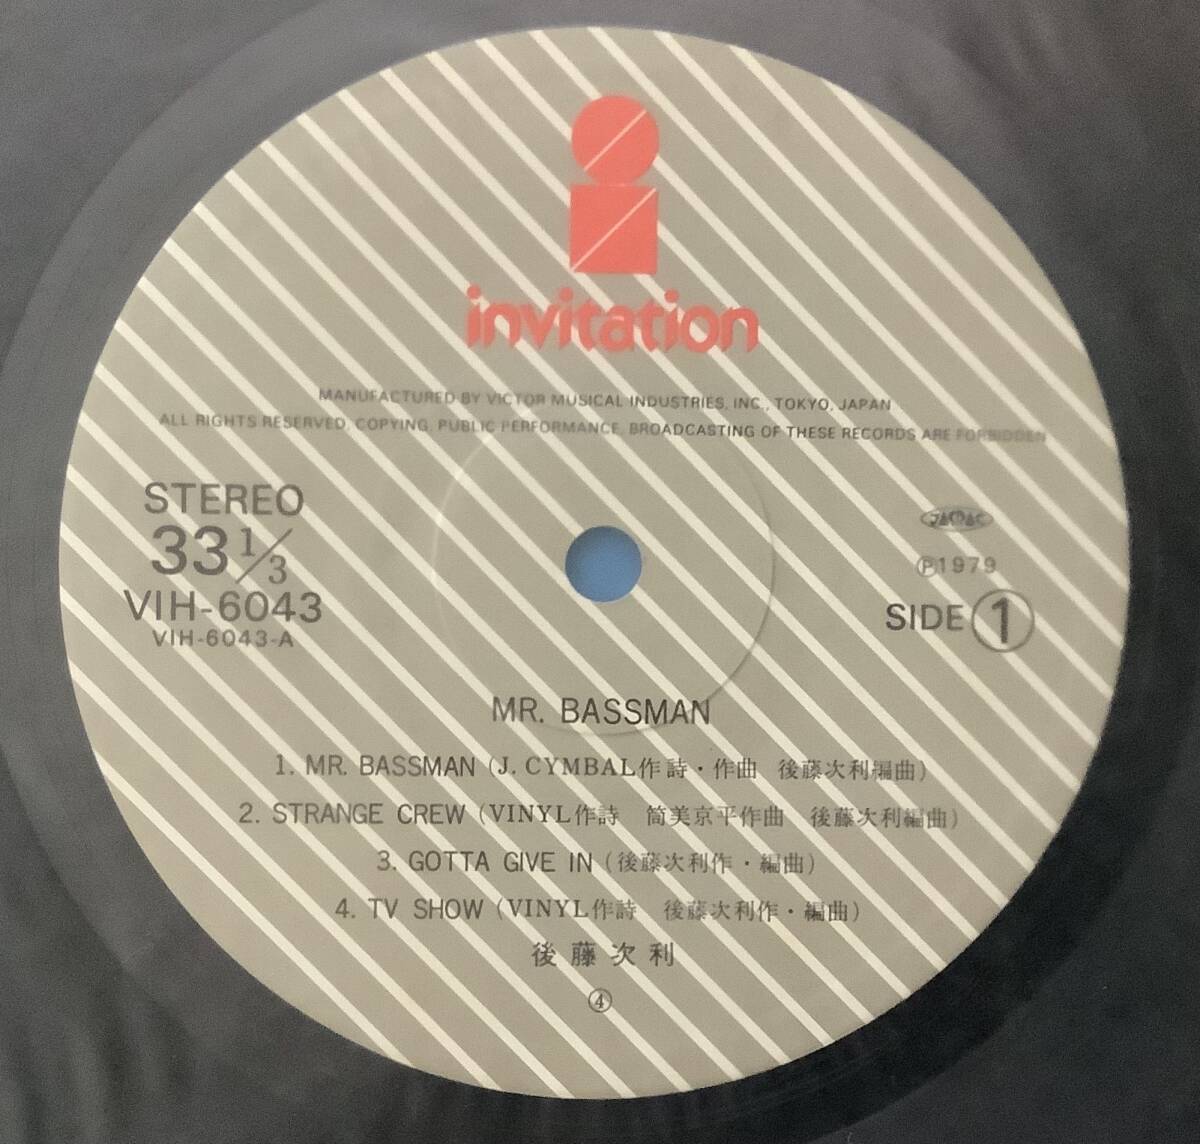 invitation
MANUFACTURED BY VICTOR MUSICAL INDUSTRIES, INC., TOKYO, JAPAN
ALL RIGHTS RESERVED, COPYING, PUBLIC PERFORMANCE, BROADCASTING OF THESE RECORDS ARE FORBIDDEN
STEREO
33 1/3
VIH-6043
VIH-6043-A
JASRAC
Ⓟ1979
SIDE ①
MR. BASSMAN
1. MR. BASSMAN (J. CYMBAL作詩・作曲 後藤次利編曲)
2. STRANGE CREW (VINYL作詩 筒美京平作曲 後藤次利編曲)
3. GOTTA GIVE IN (後藤次利作・編曲)
4. TV SHOW (VINYL作詩 後藤次利作・編曲)
後藤次利
④